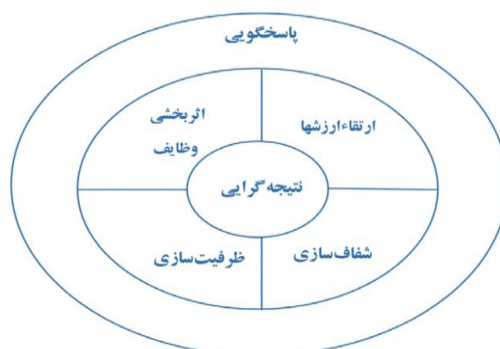 پاسخگویی
ارتقاءارزشها
اثربخشی
وظایف
نتیجه گرایی
شفاف‌سازی
ظرفیت‌سازی